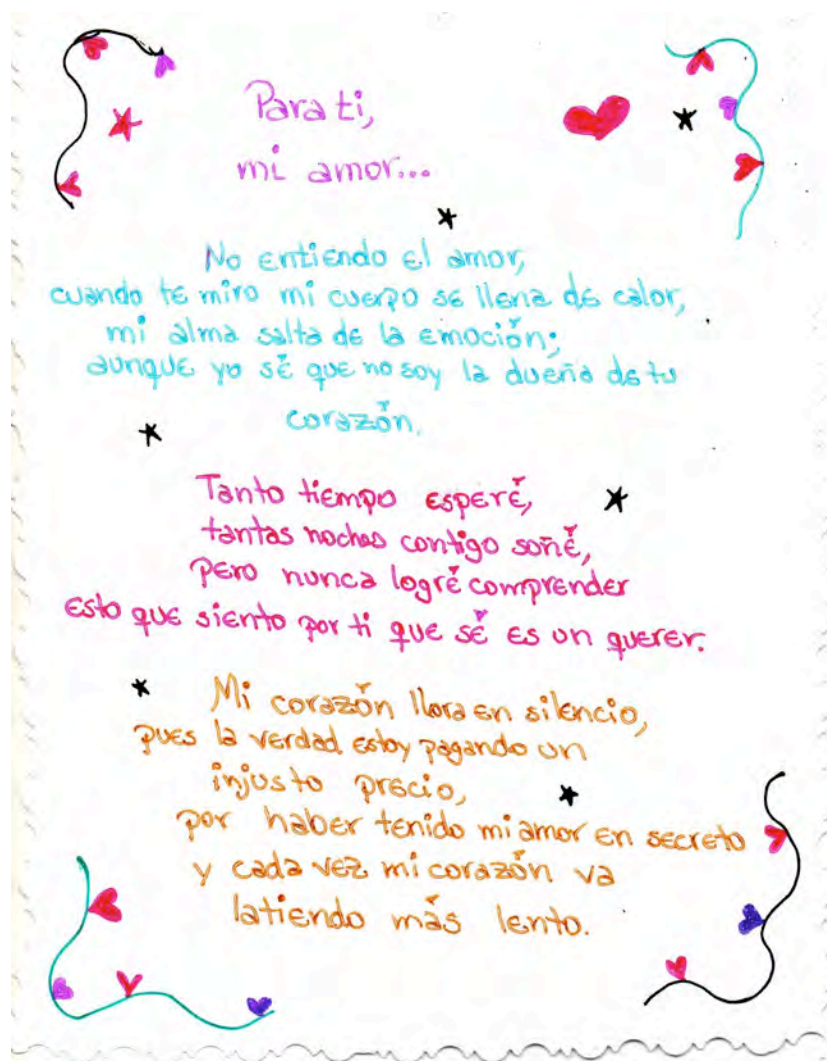 Para ti,
mi amor...
No entiendo el amor,
cuando te miro mi cuerpo se llena de calor,
mi alma salta de la emoción;
aunque yo sé que no soy la dueña de tu
corazón.
Tanto tiempo esperé,
tantas noches contigo soñé,
pero nunca logré comprender
esto que siento por ti que sé es un querer.
Mi corazón llora en silencio,
pues la verdad estoy pagando un
injusto precio,
por haber tenido mi amor en secreto
y cada vez mi corazón va
latiendo más lento.